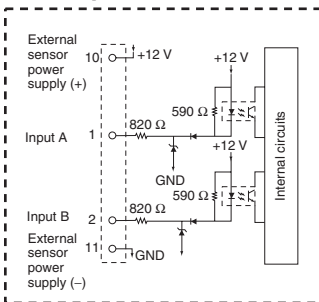 External
sensor
power
supply (+)
10
+12 V
+12 V
Input A
1
820 Ω
590 Ω
+12 V
GND
590 Ω
Input B
2
820 Ω
External
sensor
power
supply (−)
11
GND
Internal circuits